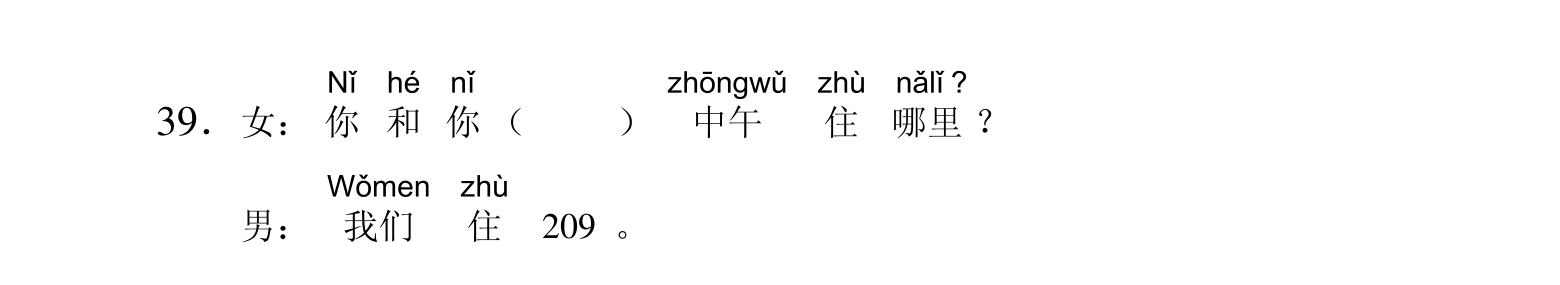 Nǐ hé nǐ zhōngwǔ zhù nǎlǐ?
39. 女： 你 和 你 （ ） 中午 住 哪里？
Wǒmen zhù
男： 我们 住 209 。